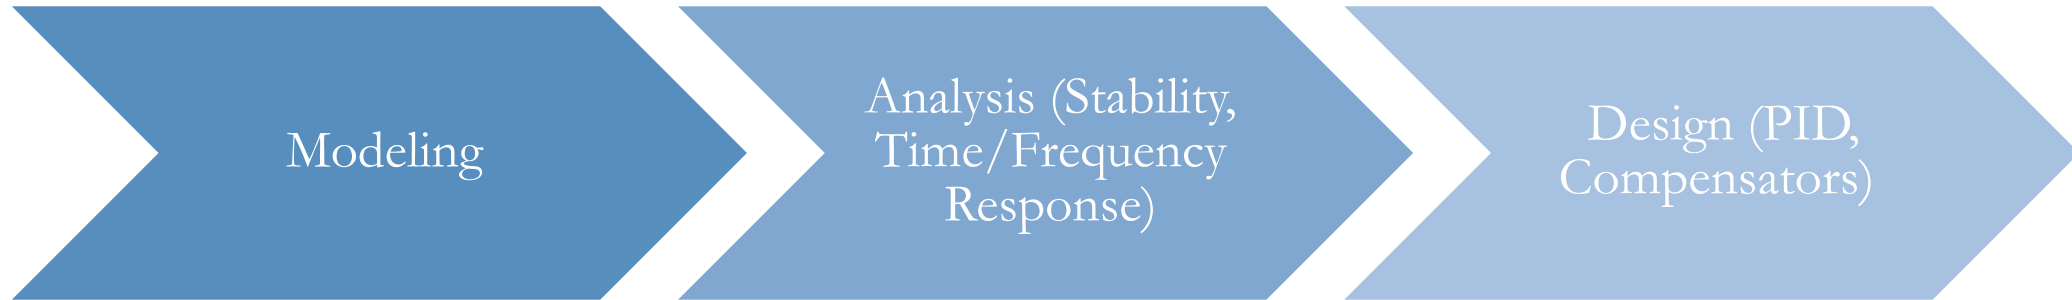 Modeling
Analysis (Stability,
Time/Frequency
Response)
Design (PID,
Compensators)